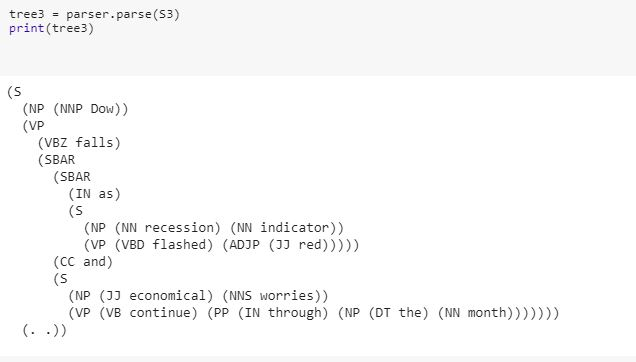 tree3 = parser.parse(S3)
print(tree3)
(S
  (NP (NNP Dow))
  (VP
    (VBZ falls)
    (SBAR
      (SBAR
        (IN as)
        (S
          (NP (NN recession) (NN indicator))
          (VP (VBD flashed) (ADJP (JJ red)))))
      (CC and)
      (S
        (NP (JJ economical) (NNS worries))
        (VP (VB continue) (PP (IN through) (NP (DT the) (NN month)))))))
  (. .))